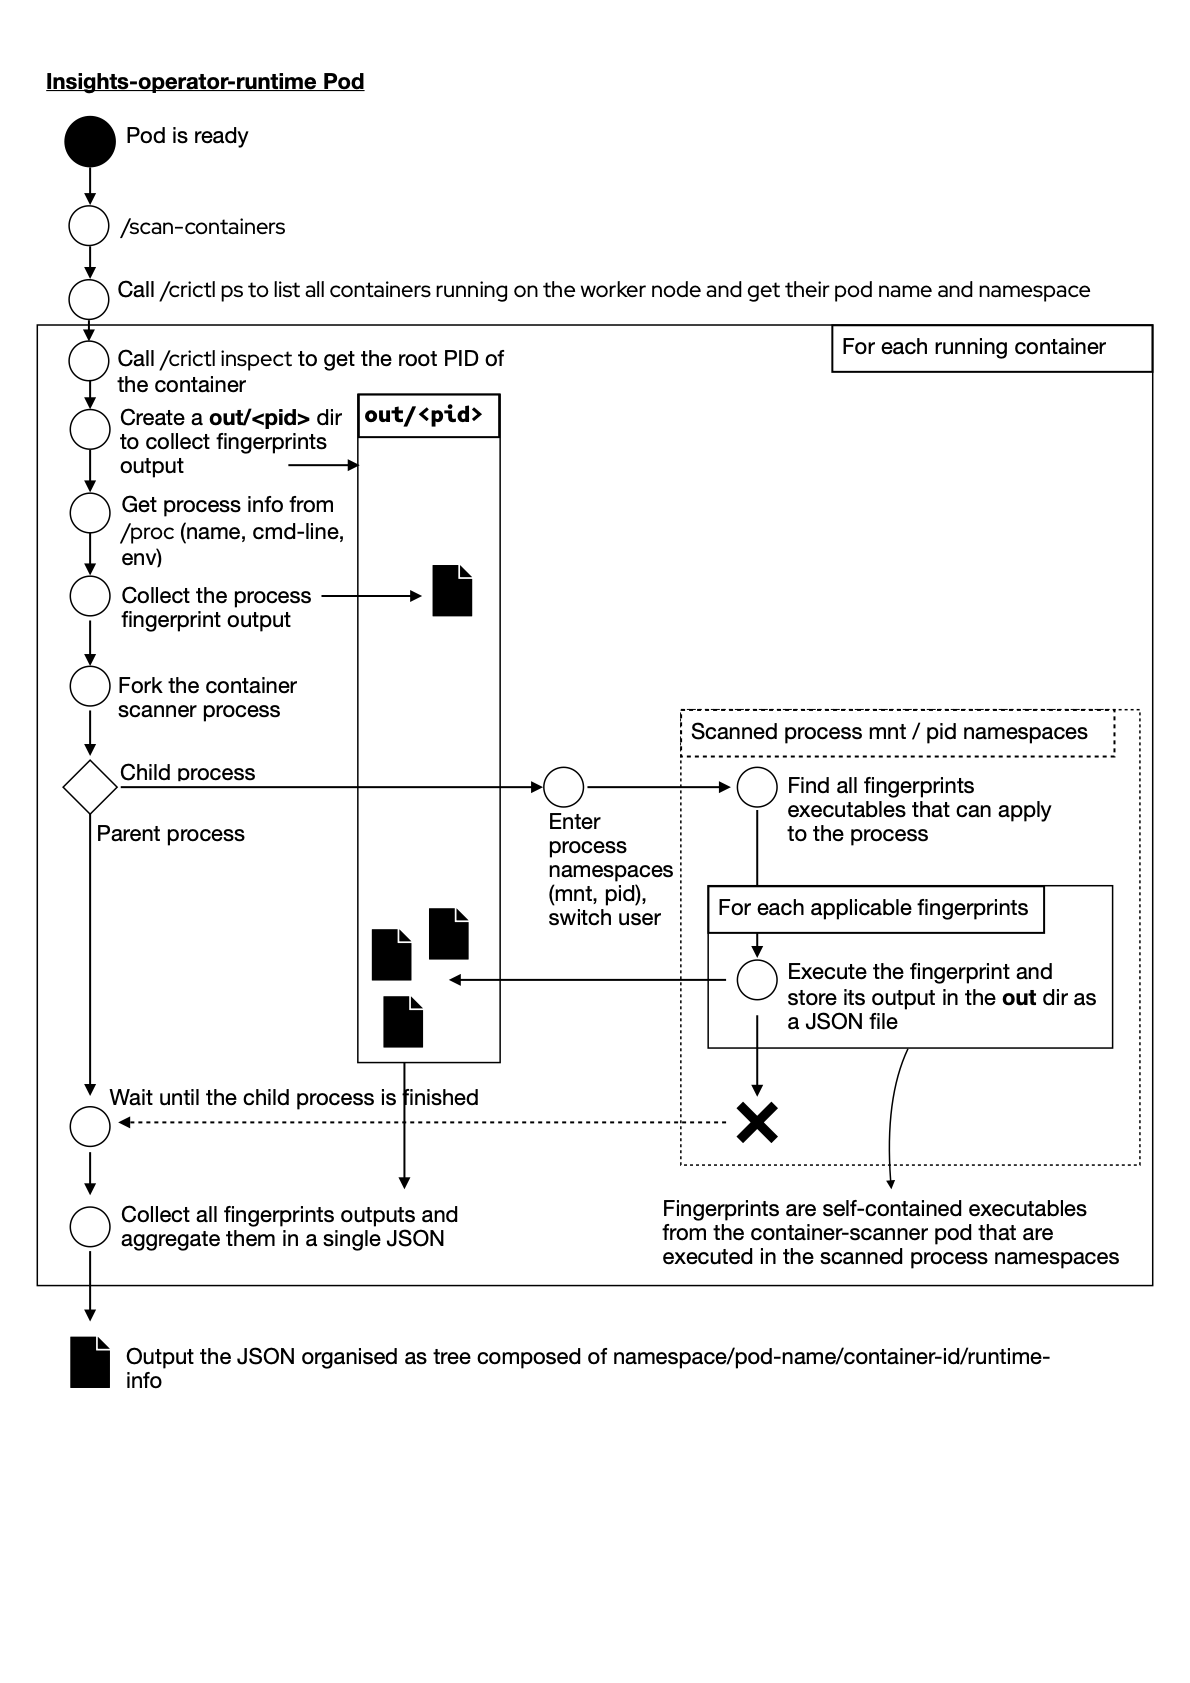 Insights-operator-runtime Pod
Pod is ready
/scan-containers
Call /crictl ps to list all containers running on the worker node and get their pod name and namespace
For each running container
Call /crictl inspect to get the root PID of
the container
Create a out/<pid> dir
to collect fingerprints
output
out/<pid>
Get process info from
/proc (name, cmd-line,
env)
Collect the process
fingerprint output
Fork the container
scanner process
Scanned process mnt / pid namespaces
Child process
Parent process
Enter
process
namespaces
(mnt, pid),
switch user
Find all fingerprints
executables that can apply
to the process
For each applicable fingerprints
Execute the fingerprint and
store its output in the out dir as
a JSON file
Wait until the child process is finished
Collect all fingerprints outputs and
aggregate them in a single JSON
Fingerprints are self-contained executables
from the container-scanner pod that are
executed in the scanned process namespaces
Output the JSON organised as tree composed of namespace/pod-name/container-id/runtime-
info